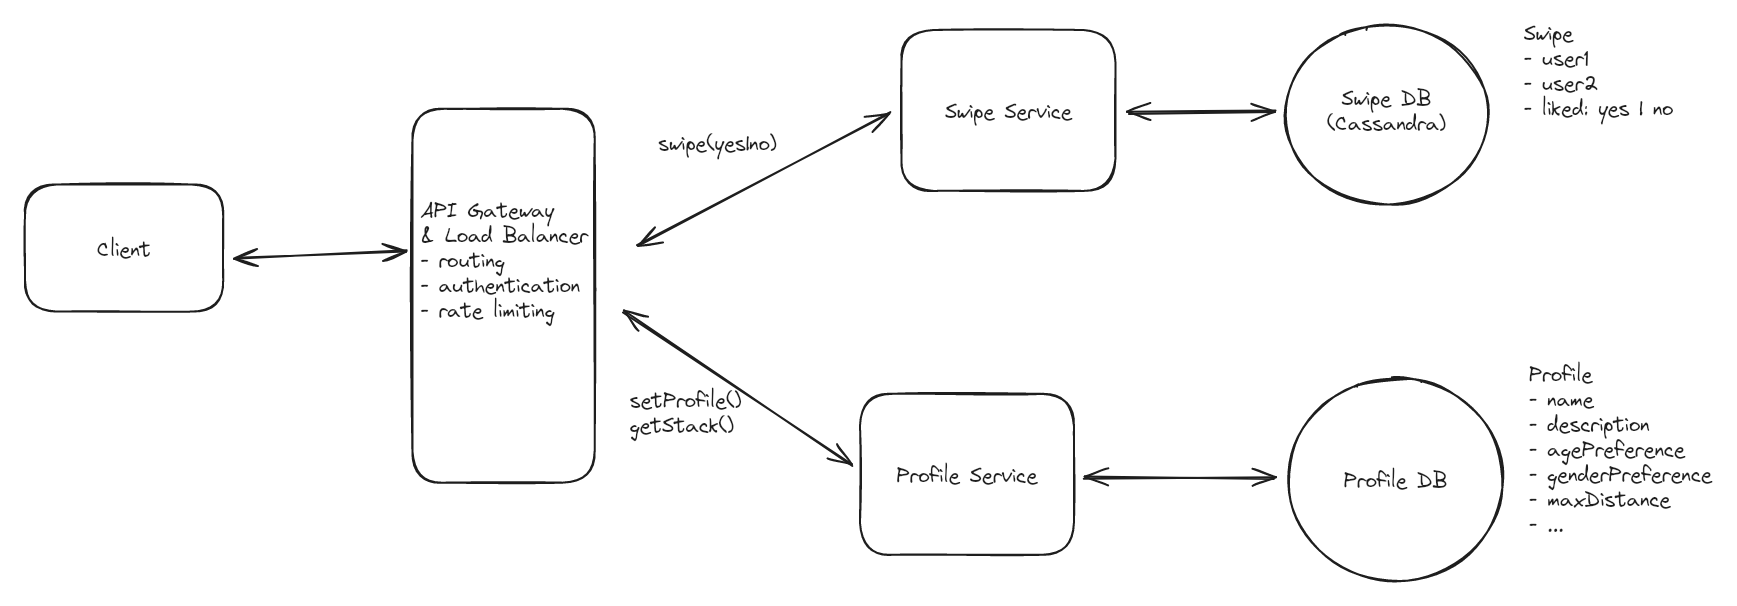 Client
API Gateway
& Load Balancer
- routing
- authentication
- rate limiting
swipe(yes|no)
setProfile()
getStack()
Swipe Service
Swipe DB
(Cassandra)
Swipe
- user1
- user2
- liked: yes | no
Profile Service
Profile DB
Profile
- name
- description
- agePreference
- genderPreference
- maxDistance
- ...